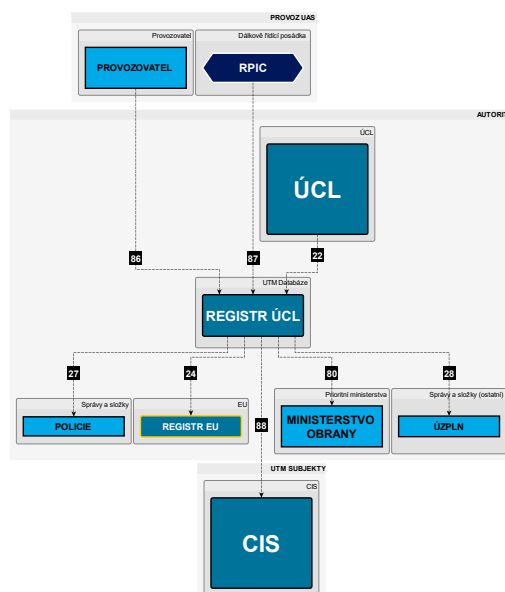 PROVOZ UAS
Provozovatel
Dálkově řídící posádka
PROVOZOVATEL
RPIC
AUTORIT
ÚCL
ÚCL
86
87
22
UTM Databáze
REGISTR ÚCL
27
24
88
80
28
Správy a složky
EU
Prioritní ministerstva
Správy a složky (ostatní)
POLICIE
REGISTR EU
MINISTERSTVO
OBRANY
ÚZPLN
UTM SUBJEKTY
CIS
CIS